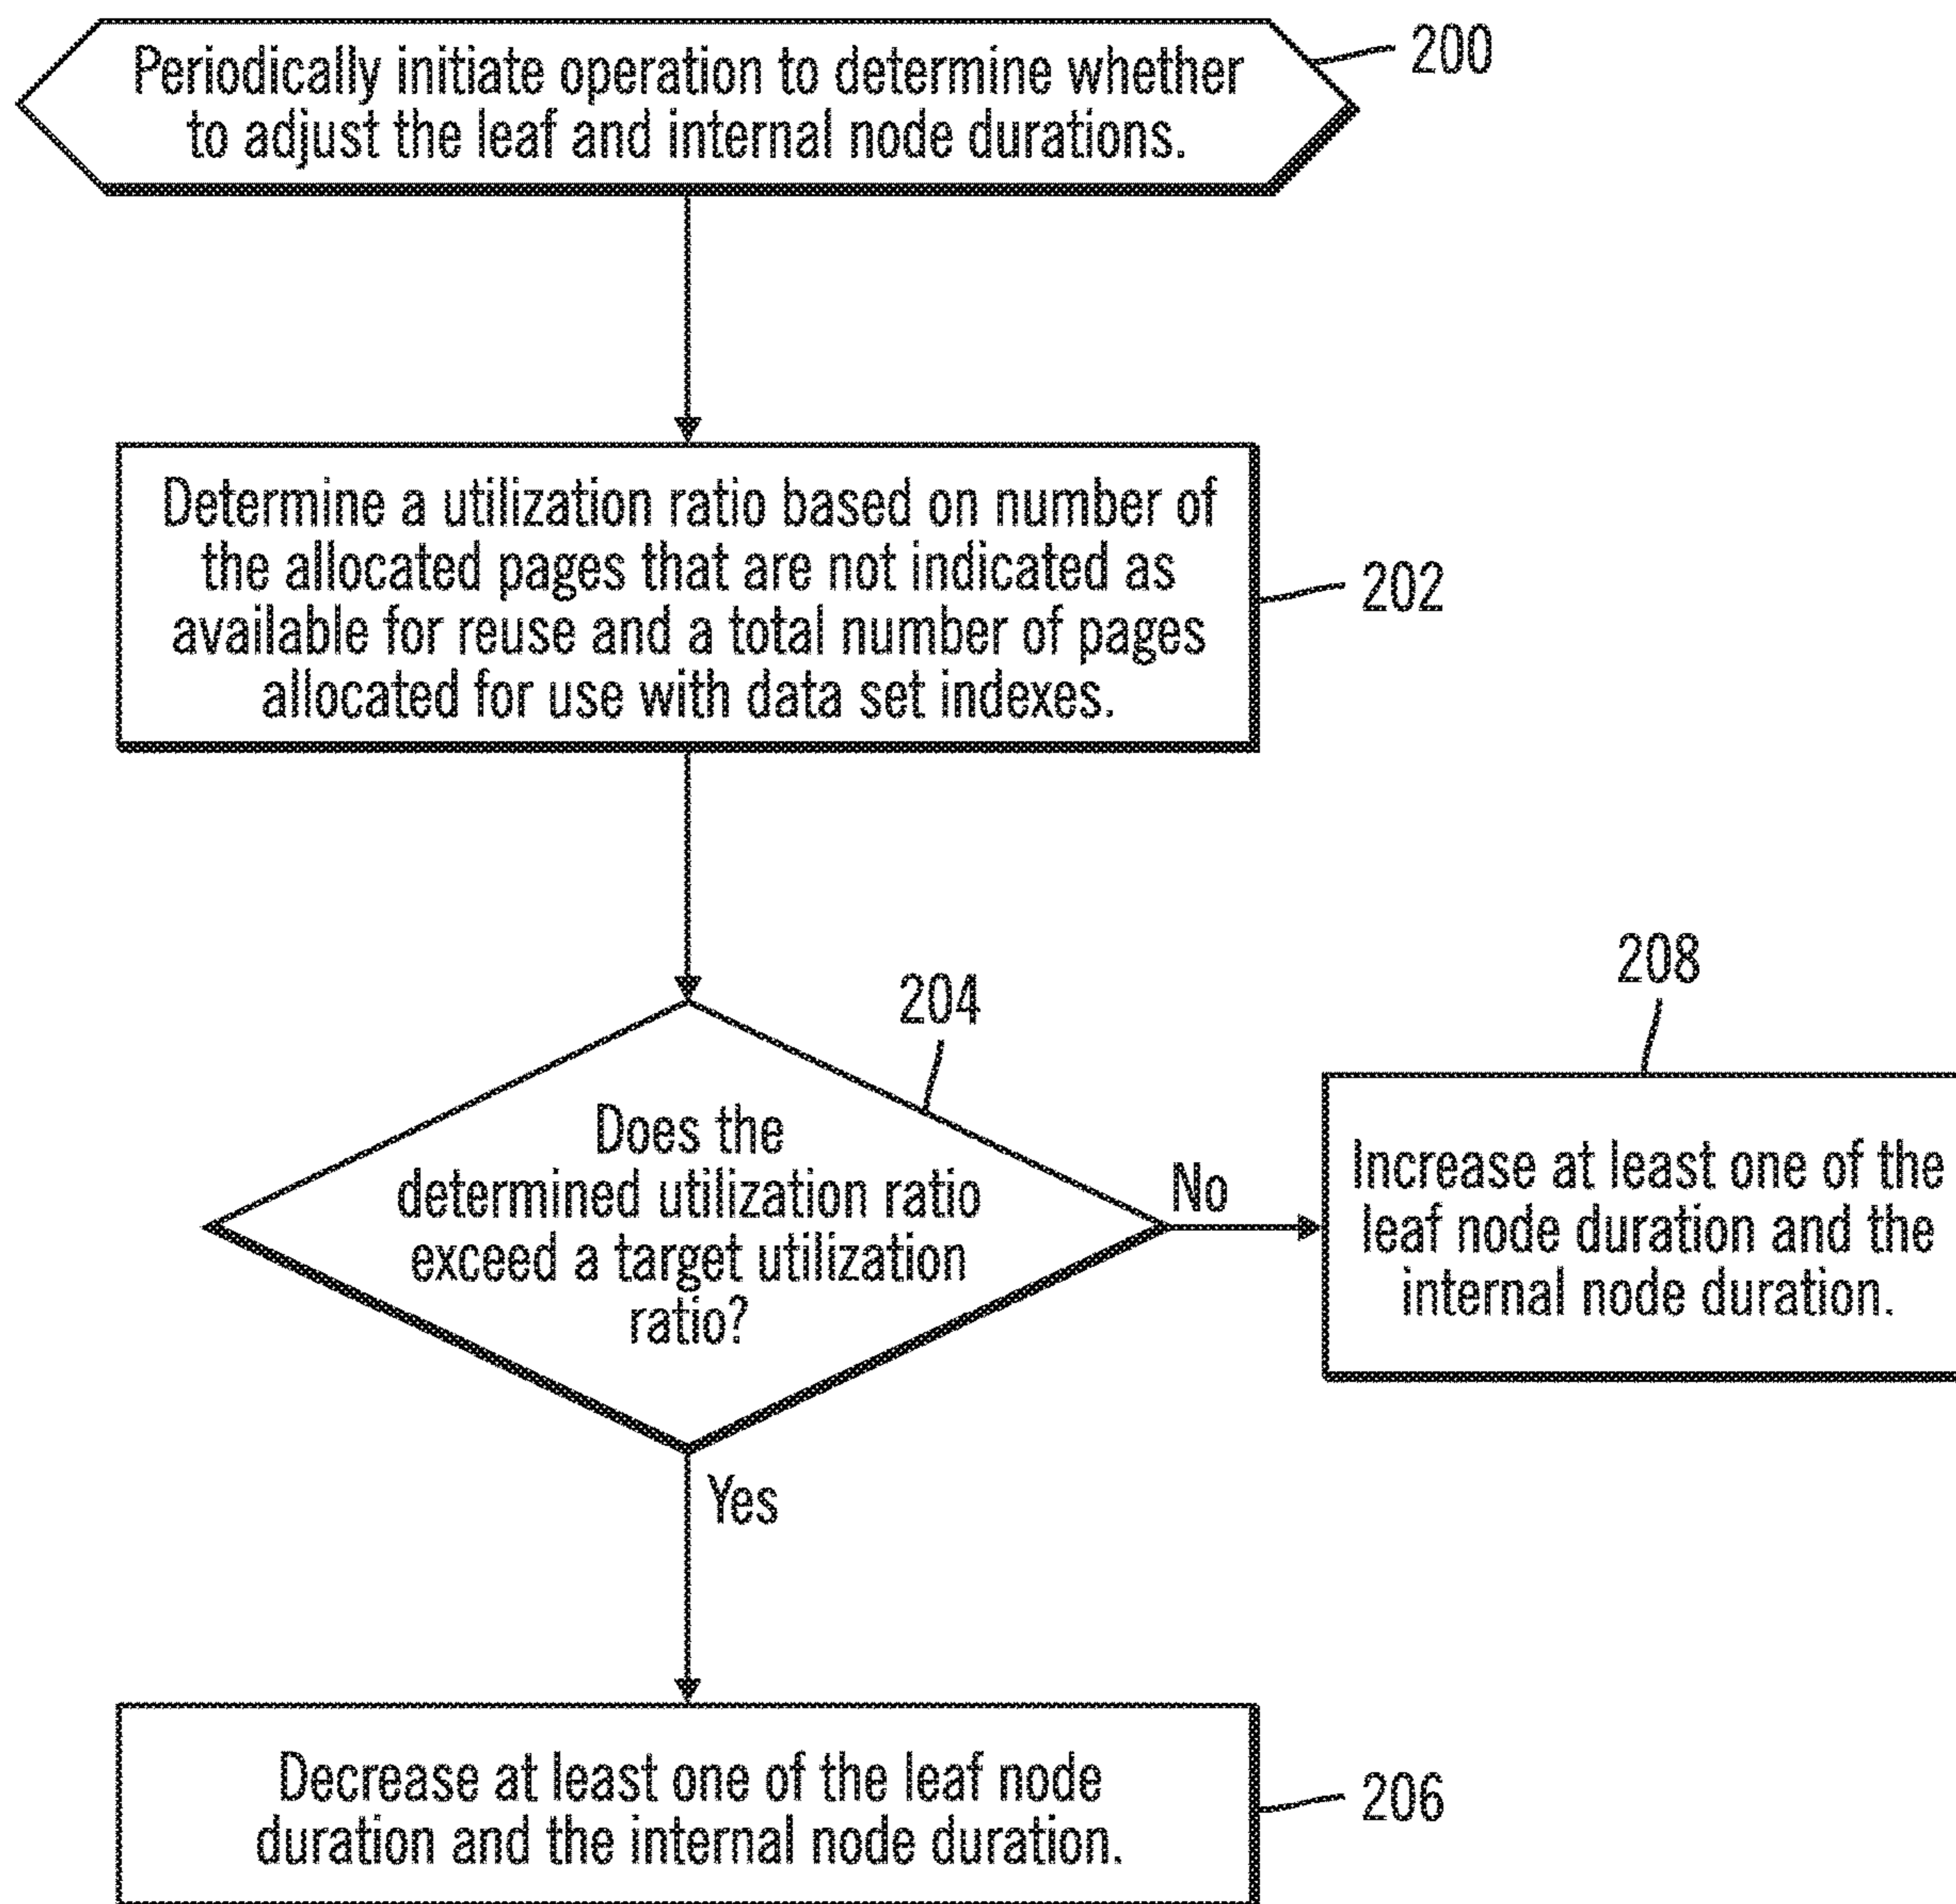 Periodically initiate operation to determine whether
to adjust the leaf and internal node durations.
200
Determine a utilization ratio based on number of
the allocated pages that are not indicated as
available for reuse and a total number of pages
allocated for use with data set indexes.
202
204
Does the
determined utilization ratio
exceed a target utilization
ratio?
No
208
Increase at least one of the
leaf node duration and the
internal node duration.
Yes
Decrease at least one of the leaf node
duration and the internal node duration.
206